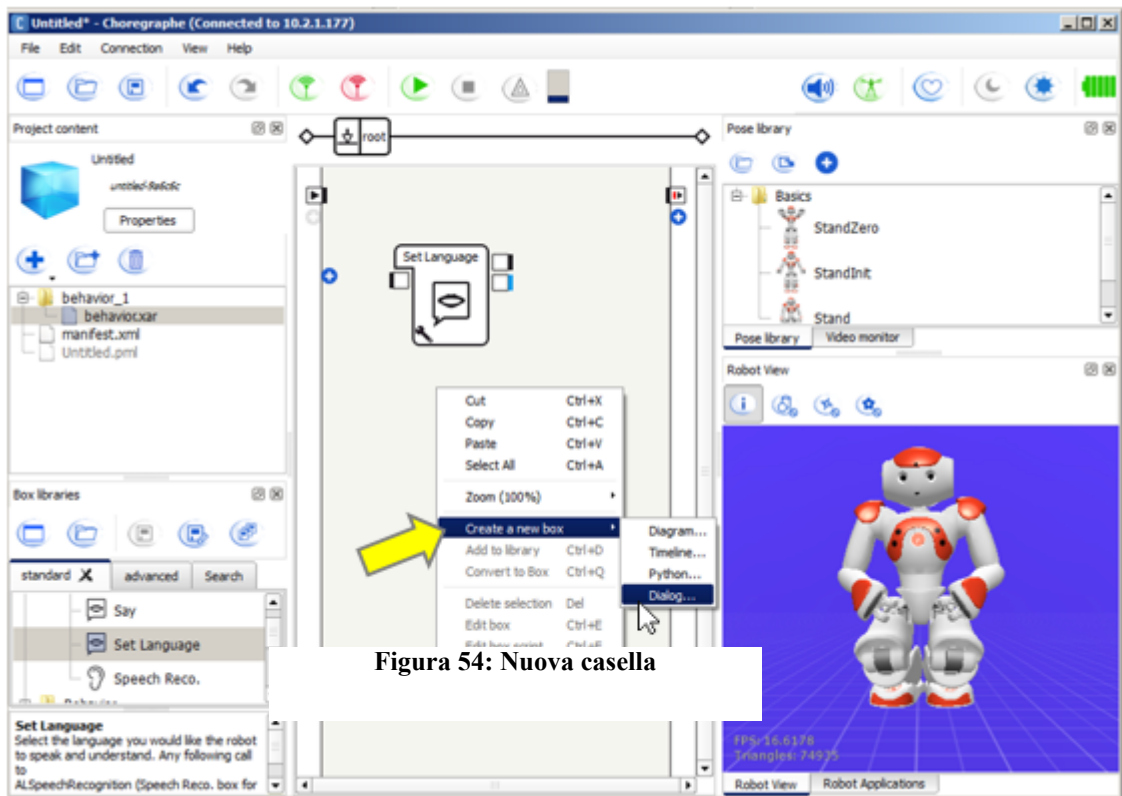 Untitled* - Choregraphe (Connected to 10.2.1.177)
File Edit Connection View Help
Project content
Untitled
Properties
behavior_1
behavior.xar
manifest.xml
Untitled.pml
Box libraries
standard X advanced Search
Say
Set Language
Speech Reco.
Set Language
Select the language you would like the robot
to speak and understand. Any following call
to
ALSpeechRecognition (Speech Reco. box for
root
Set Language
Cut Ctrl+X
Copy Ctrl+C
Paste Ctrl+V
Select All Ctrl+A
Zoom (100%)
Create a new box
Add to library Ctrl+D
Convert to Box Ctrl+Q
Delete selection Del
Edit box Ctrl+E
Edit box script
Diagram...
Timeline...
Python...
Dialog...
Figura 54: Nuova casella
Pose library
Basics
StandZero
StandInit
Stand
Pose library Video monitor
Robot View
FPS: 16.6178
Triangles: 74935
Robot View Robot Applications